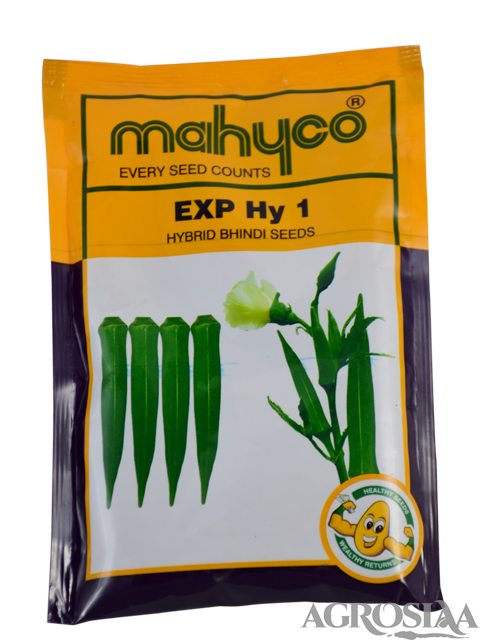 mahyco®
EVERY SEED COUNTS
EXP Hy 1
HYBRID BHINDI SEEDS
HEALTHY SEEDS
WEALTHY RETURNS
AGROSIAA